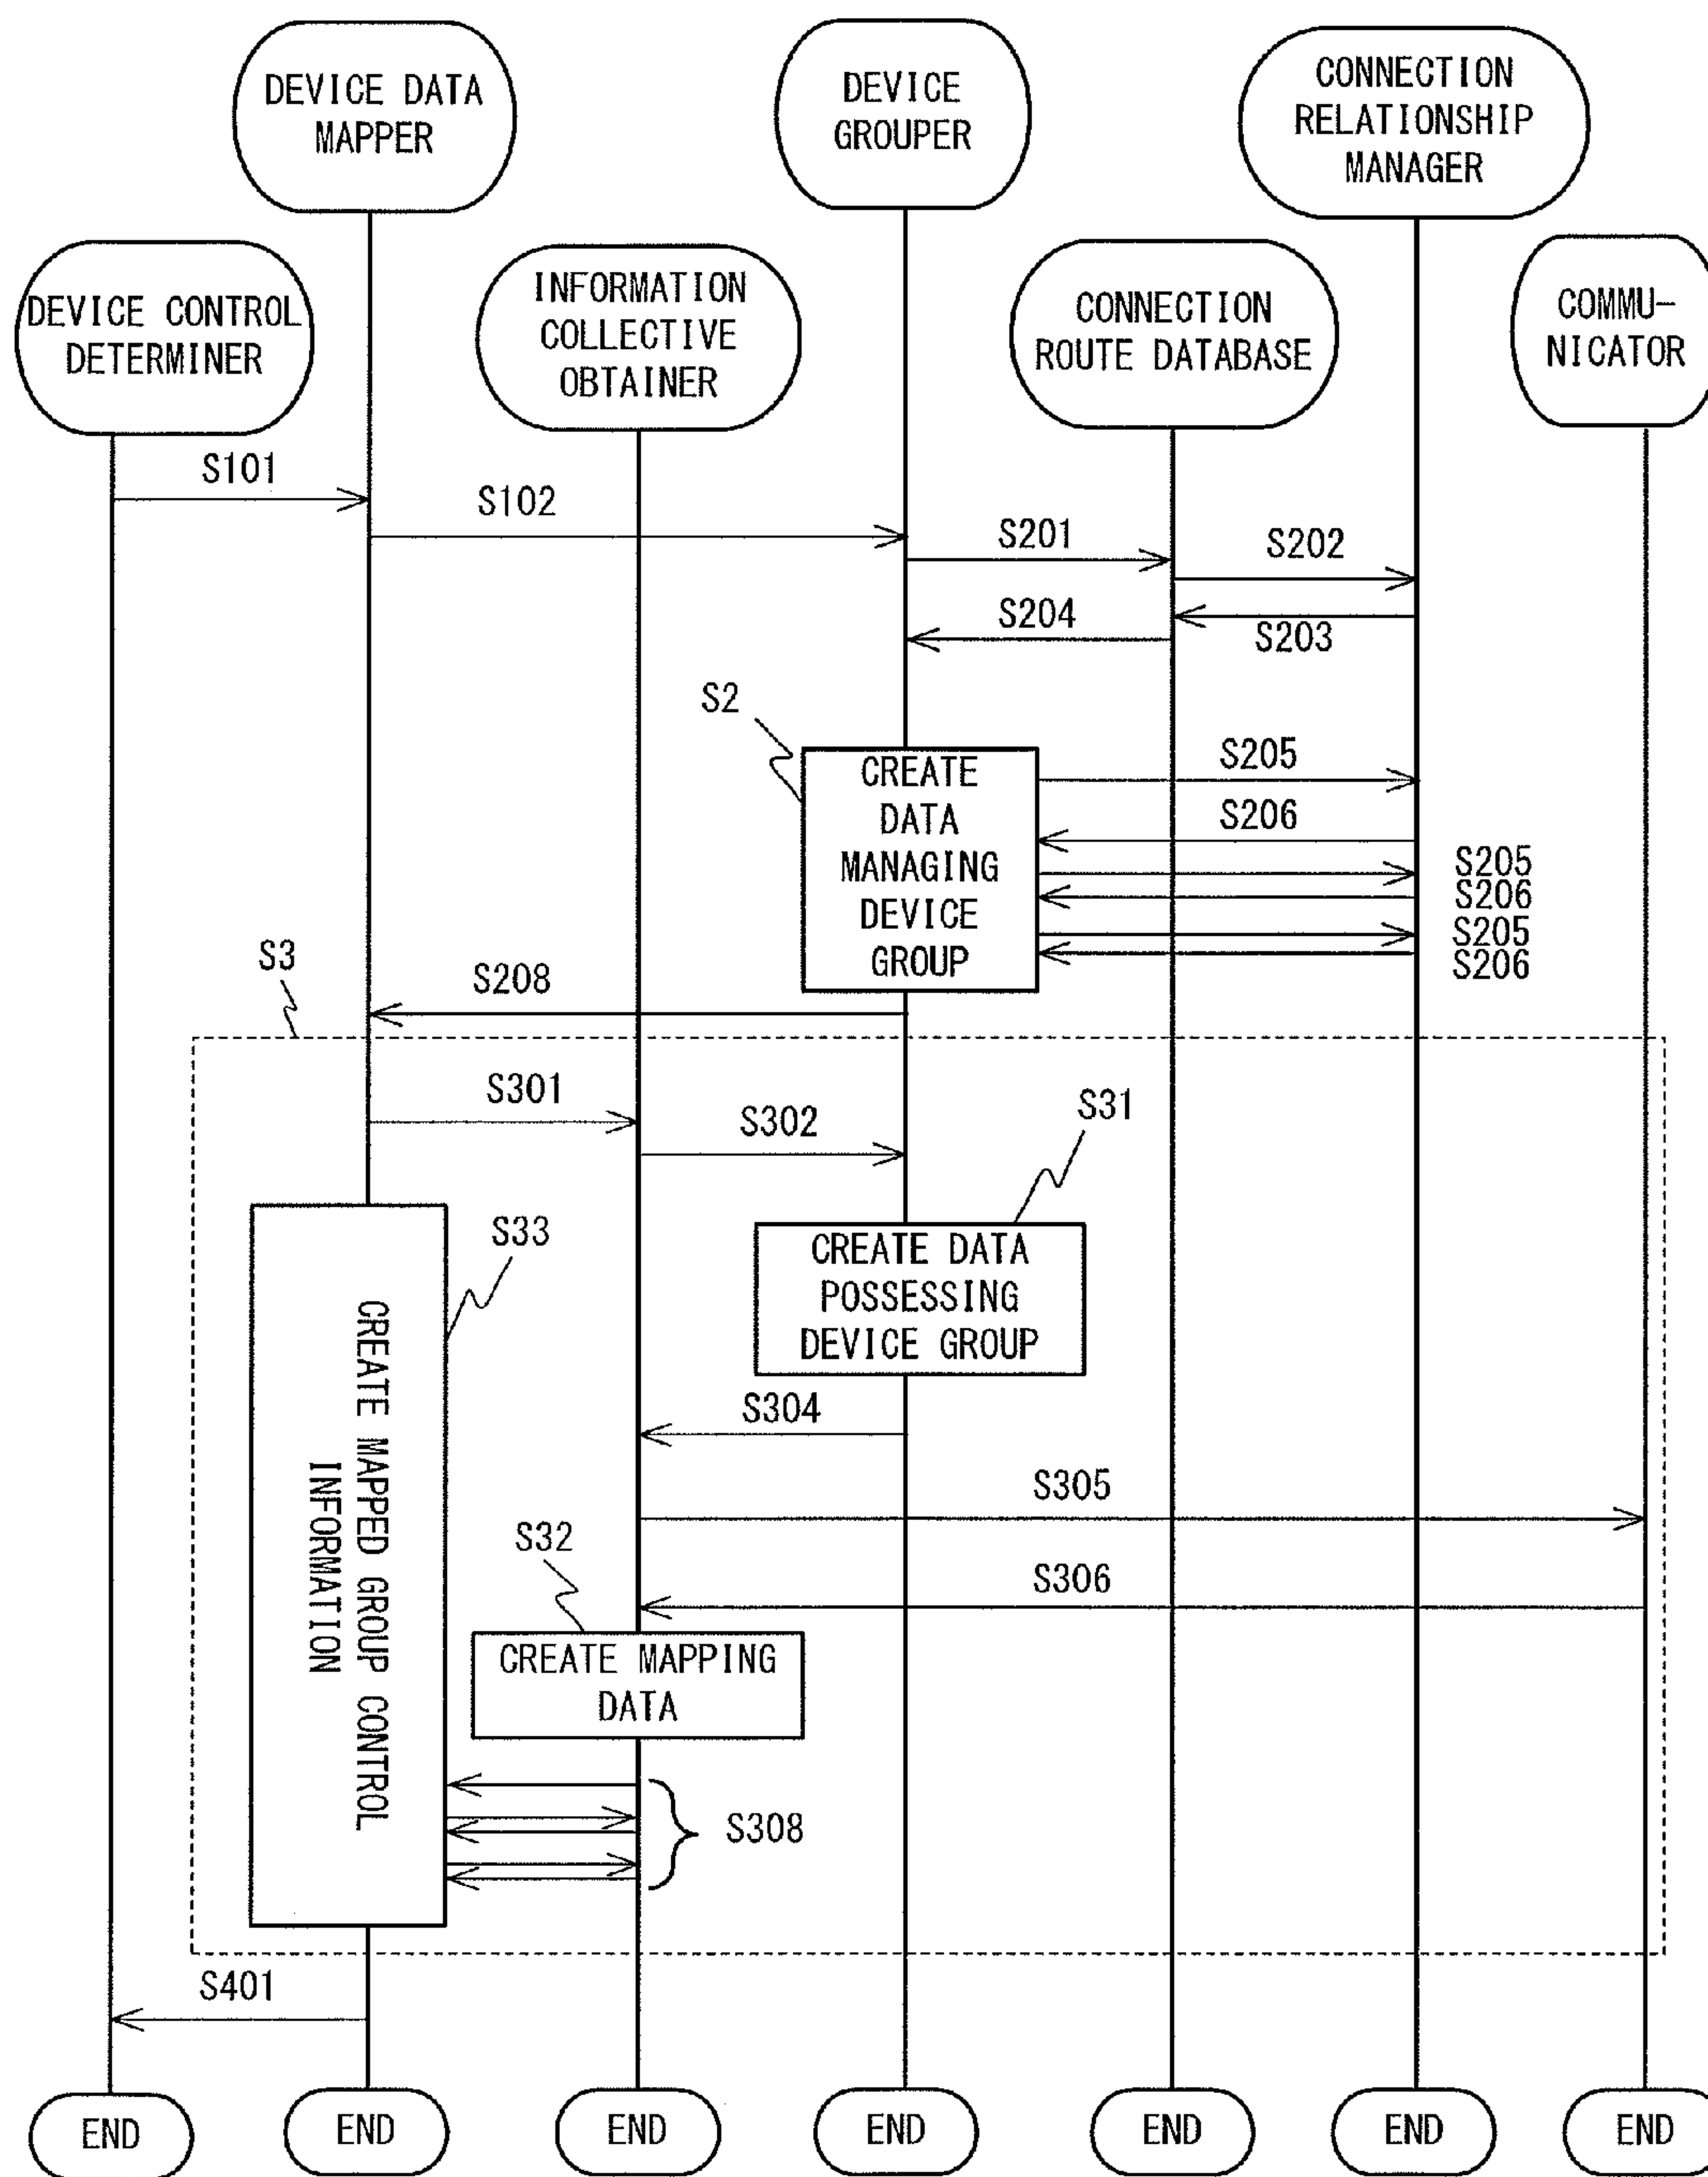 DEVICE DATA
MAPPER
DEVICE
GROUPER
CONNECTION
RELATIONSHIP
MANAGER
DEVICE CONTROL
DETERMINER
INFORMATION
COLLECTIVE
OBTAINER
CONNECTION
ROUTE DATABASE
COMMU-
NICATOR
S101
S102
S201
S202
S204
S203
S2
CREATE
DATA
MANAGING
DEVICE
GROUP
S205
S206
S205
S206
S205
S206
S3
S208
S301
S302
S31
S33
CREATE DATA
POSSESSING
DEVICE GROUP
CREATE MAPPED GROUP CONTROL
INFORMATION
S304
S305
S32
S306
CREATE MAPPING
DATA
S308
S401
END
END
END
END
END
END
END